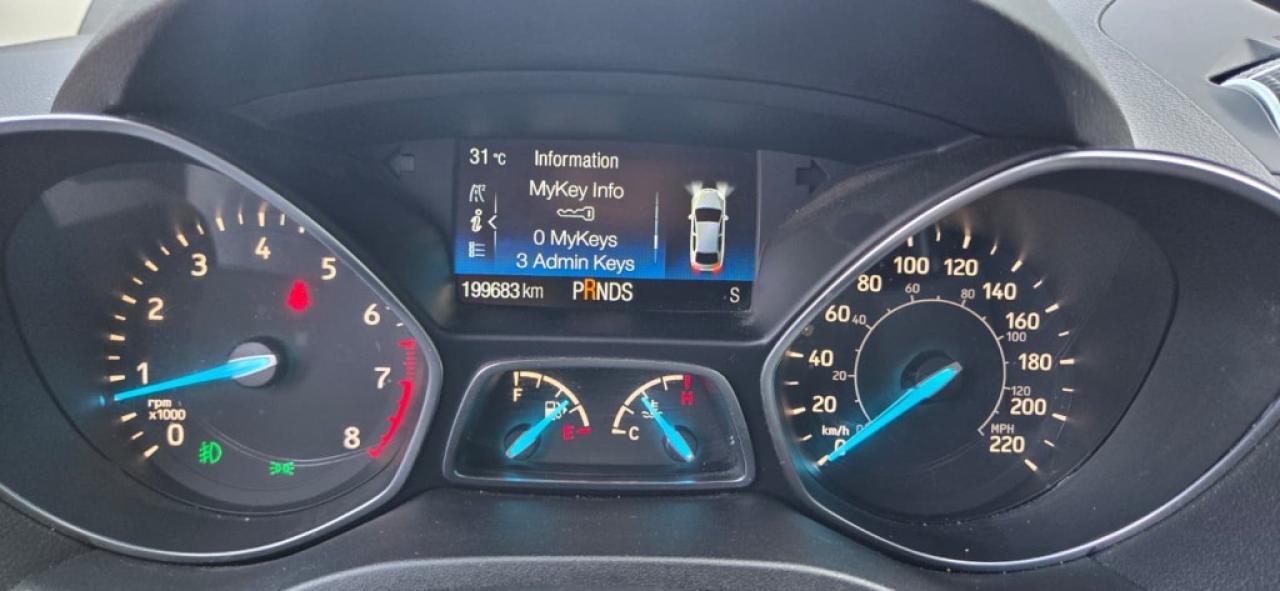 31 °C Information
MyKey Info
0 MyKeys
3 Admin Keys
199683 km PRNDS S
0 1 2 3 4 5 6 7 8
rpm
x1000
F E
C H
0 20 40 60 80 100 120 140 160 180 200 220
km/h
20 40 60 80 100 120
MPH